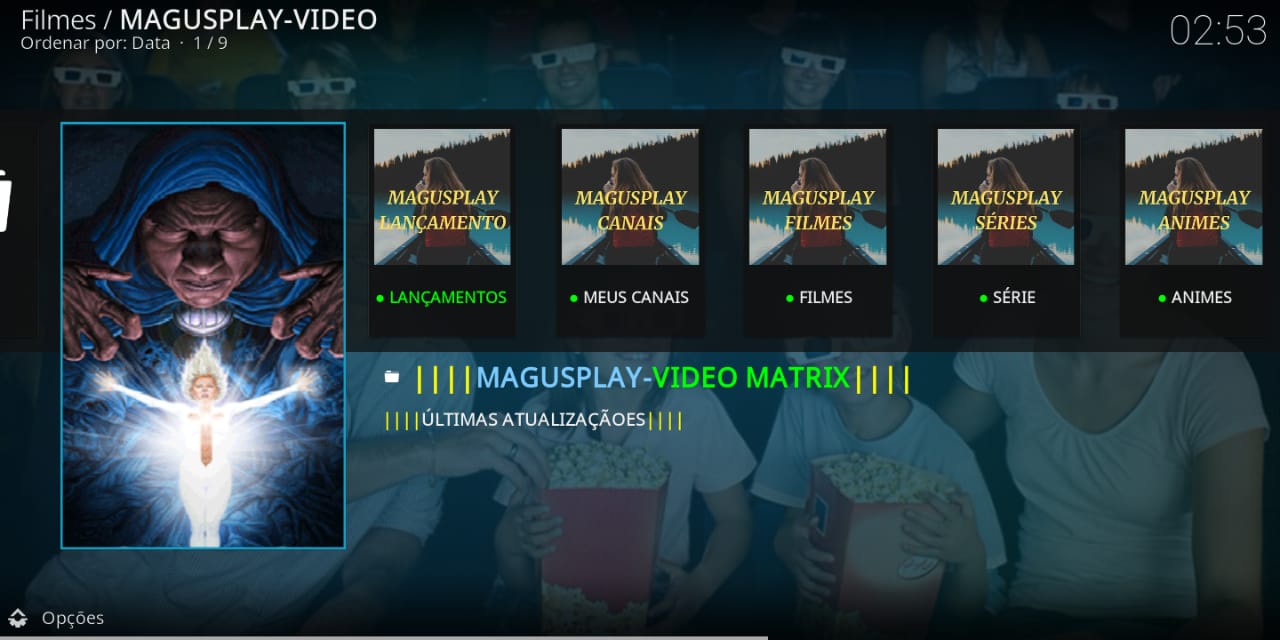 Filmes / MAGUSPLAY-VIDEO
Ordenar por: Data · 1 / 9
02:53
MAGUSPLAY
LANÇAMENTO
MAGUSPLAY
CANAIS
MAGUSPLAY
FILMES
MAGUSPLAY
SÉRIES
MAGUSPLAY
ANIMES
● LANÇAMENTOS
● MEUS CANAIS
● FILMES
● SÉRIE
● ANIMES
||||MAGUSPLAY-VIDEO MATRIX||||
||||ÚLTIMAS ATUALIZAÇÃOES||||
Opções